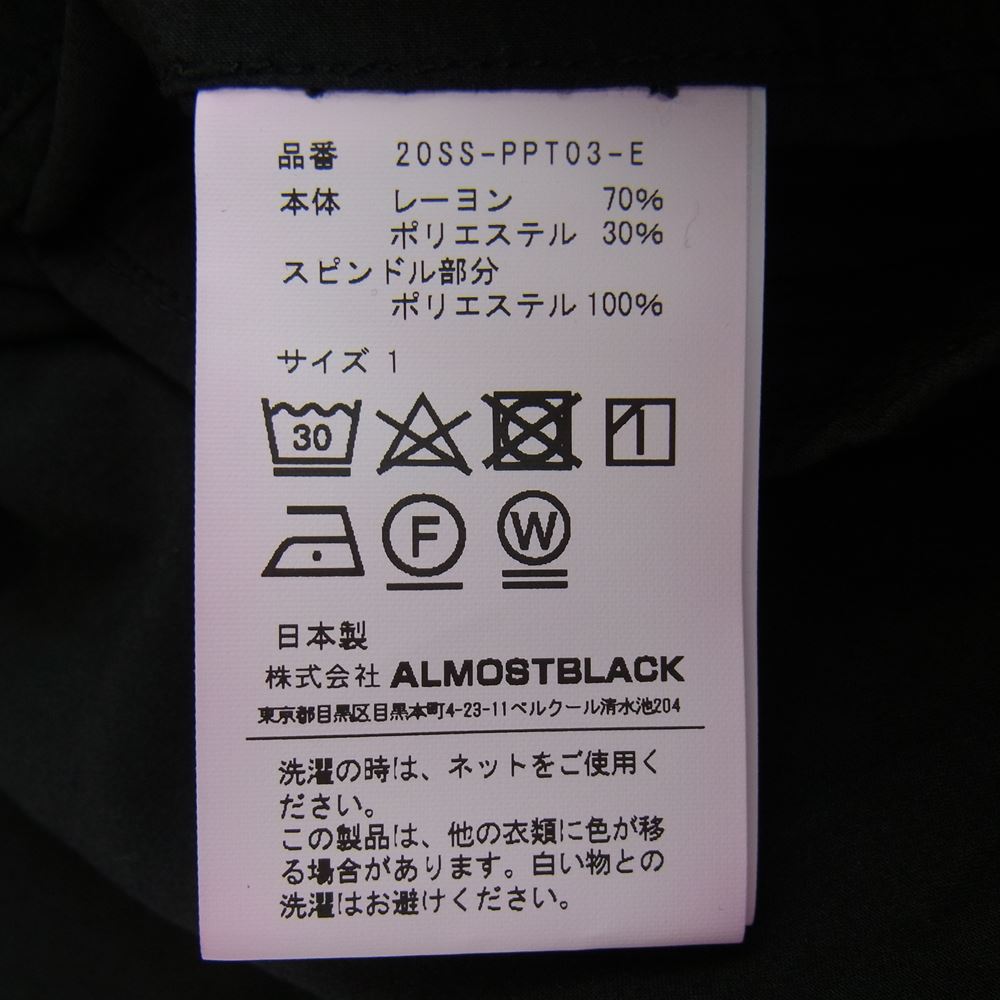 品番 20SS-PPT03-E
本体 レーヨン 70%
ポリエステル 30%
スピンドル部分
ポリエステル 100%
サイズ 1
30
F W
日本製
株式会社 ALMOSTBLACK
東京都目黒区目黒本町4-23-11ベルクール清水池204
洗濯の時は、ネットをご使用く
ださい。
この製品は、他の衣類に色が移
る場合があります。白い物との
洗濯はお避けください。